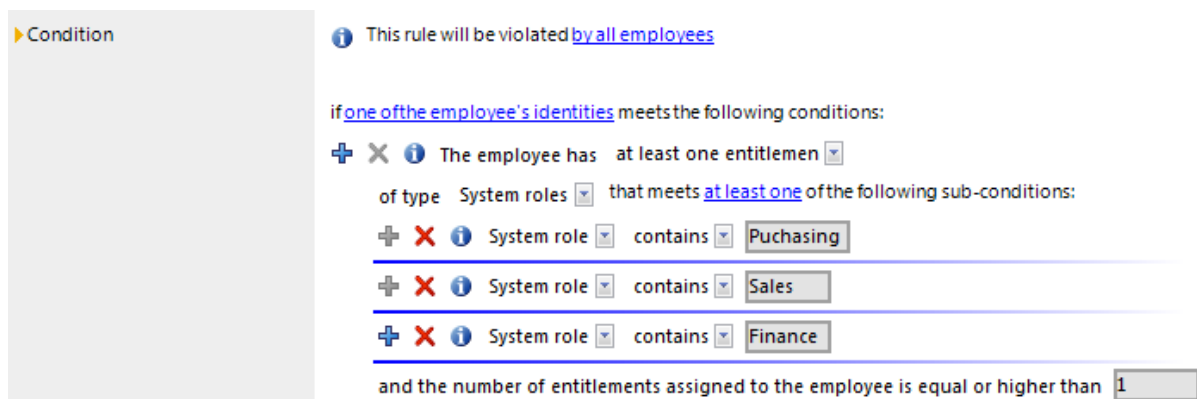 Condition
This rule will be violated by all employees
if one ofthe employee's identities meets the following conditions:
The employee has at least one entitlemen
of type System roles that meets at least one of the following sub-conditions:
System role contains Puchasing
System role contains Sales
System role contains Finance
and the number of entitlements assigned to the employee is equal or higher than 1